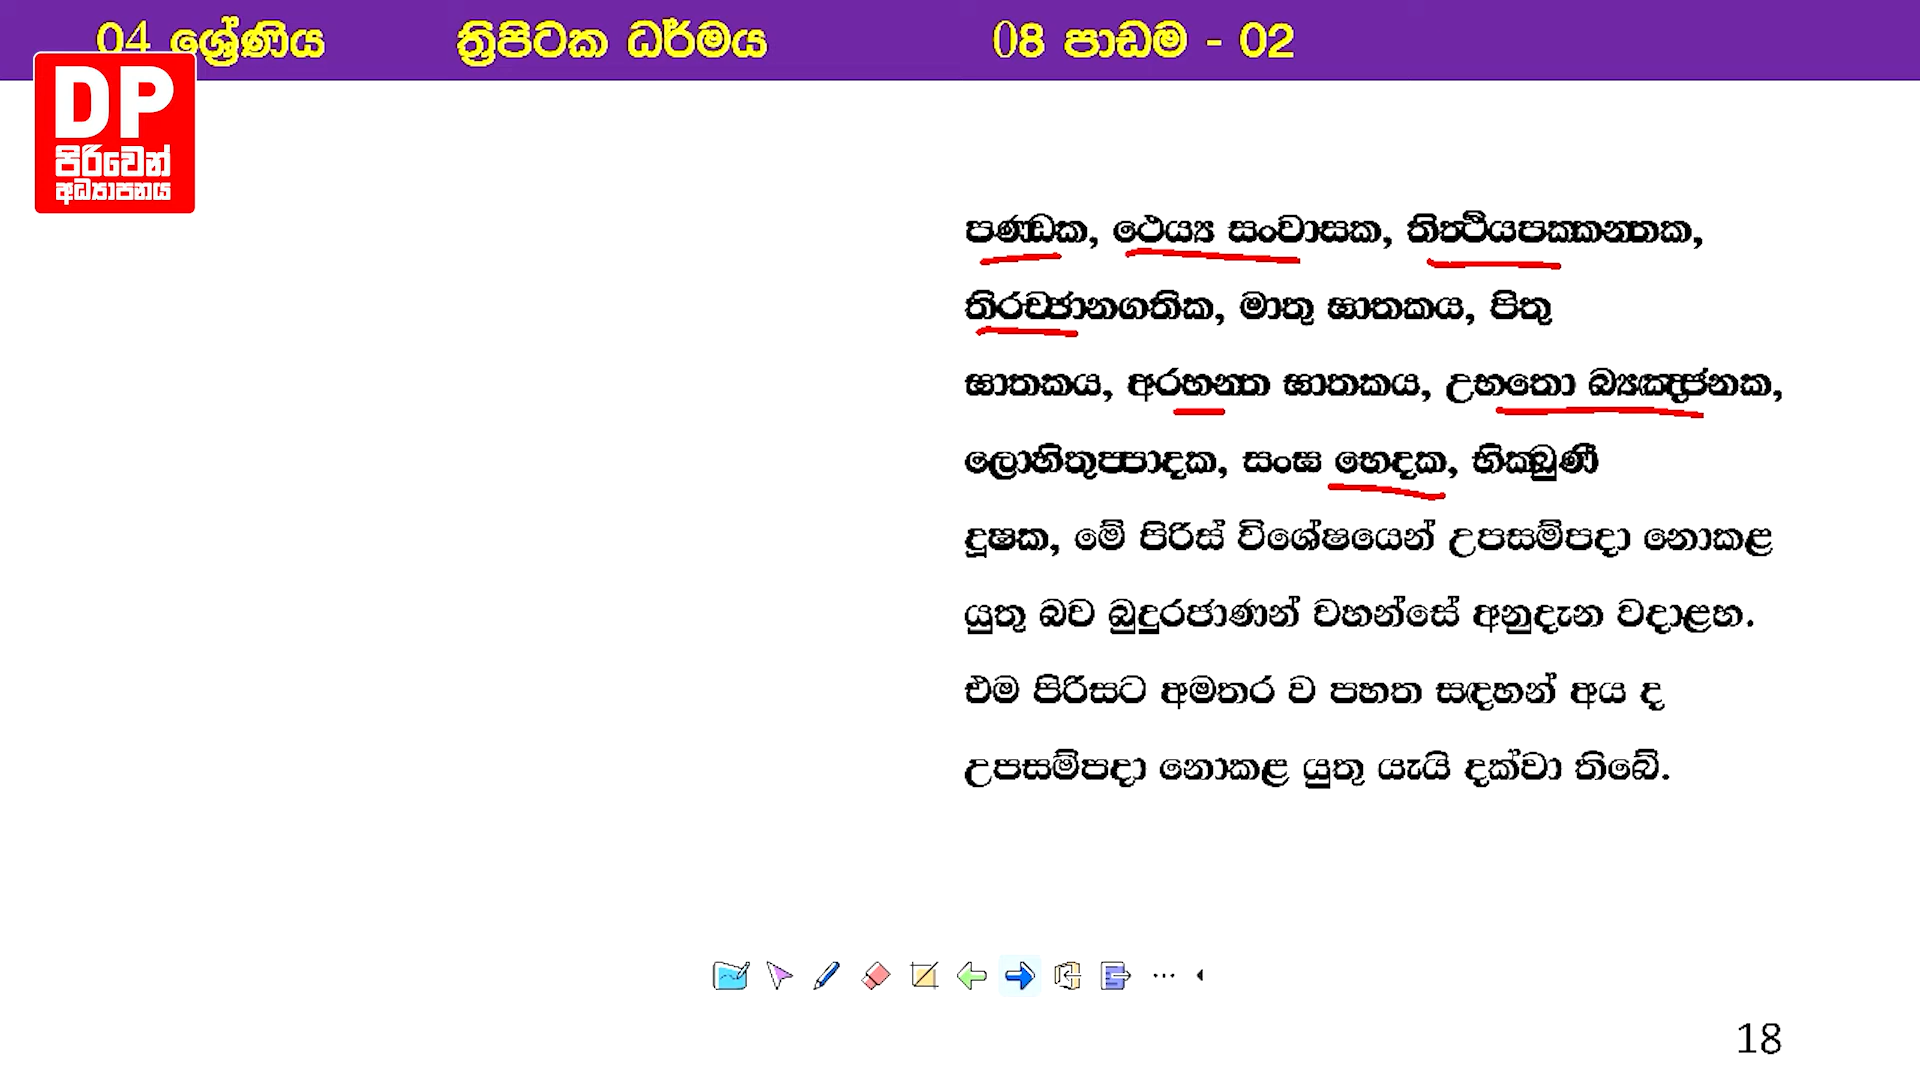 04 ශ්‍රේණිය ත්‍රිපිටක ධර්මය 08 පාඩම - 02
DP
පිරිවෙන්
අධ්‍යාපනය
පණ්ඩක, ථෙය්‍ය සංවාසක, තිත්ථියපක්කන්තක,
තිරච්ඡානගතික, මාතු ඝාතකය, පිතු
ඝාතකය, අරහන්ත ඝාතකය, උභතො බ්‍යඤ්ජනක,
ලොහිතුප්පාදක, සංඝ භෙදක, භික්ඛුණී
දූෂක, මේ පිරිස් විශේෂයෙන් උපසම්පදා නොකළ
යුතු බව බුදුරජාණන් වහන්සේ අනුදැන වදාළහ.
එම පිරිසට අමතර ව පහත සඳහන් අය ද
උපසම්පදා නොකළ යුතු යැයි දක්වා තිබේ.
18